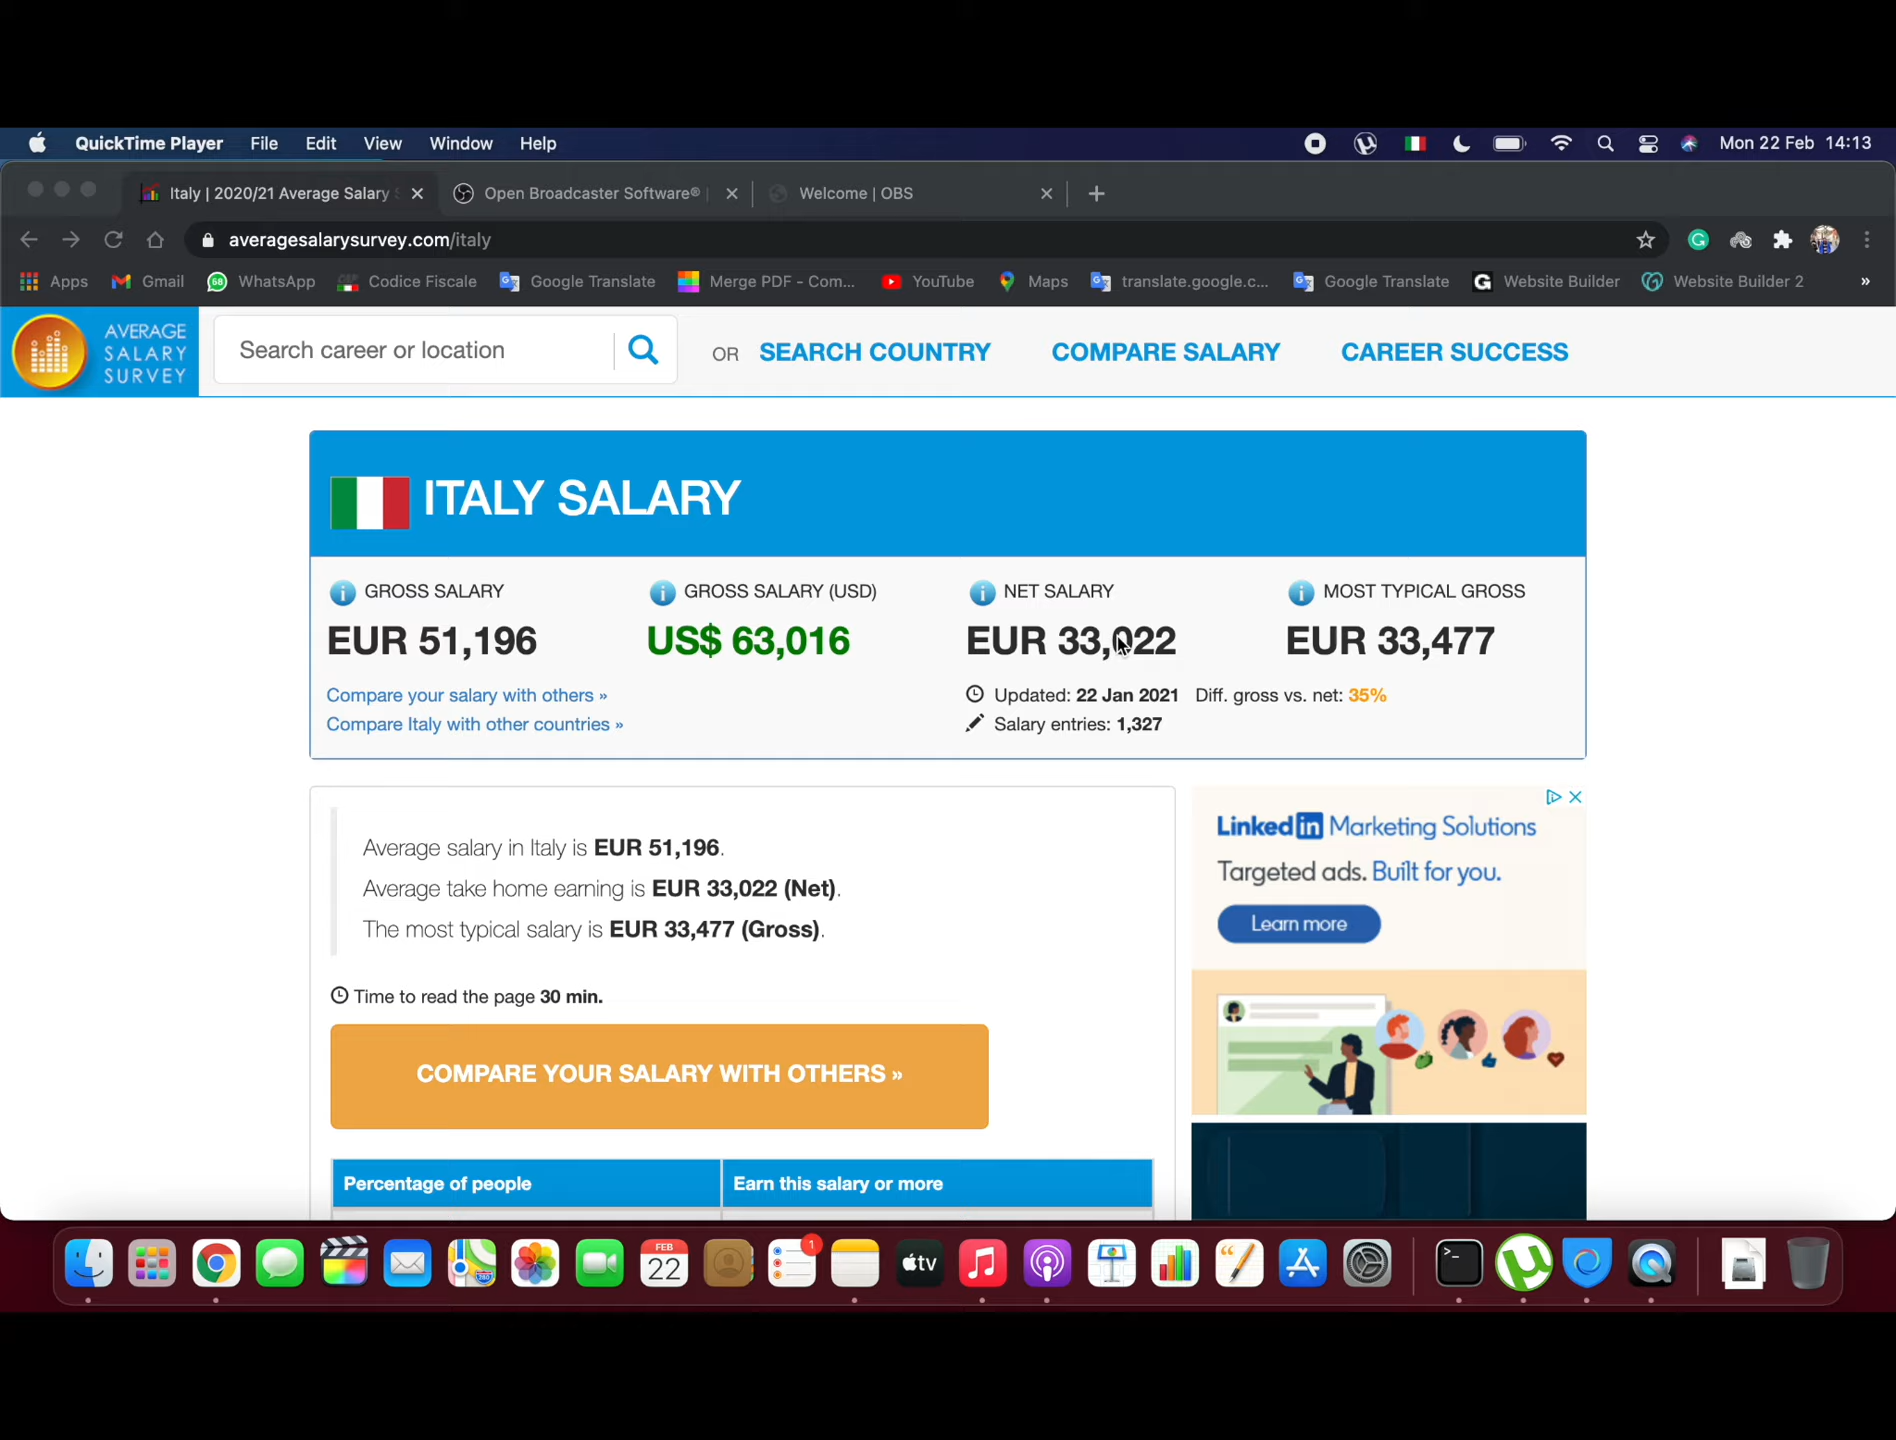 QuickTime Player File Edit View Window Help Mon 22 Feb 14:13
Italy | 2020/21 Average Salary Open Broadcaster Software® | Welcome | OBS
averagesalarysurvey.com/italy
Apps Gmail WhatsApp Codice Fiscale Google Translate Merge PDF - Com... YouTube Maps translate.google.c... Google Translate Website Builder Website Builder 2 »
AVERAGE
SALARY
SURVEY
Search career or location
OR SEARCH COUNTRY COMPARE SALARY CAREER SUCCESS
ITALY SALARY
GROSS SALARY GROSS SALARY (USD) NET SALARY MOST TYPICAL GROSS
EUR 51,196 US$ 63,016 EUR 33,022 EUR 33,477
Compare your salary with others » Updated: 22 Jan 2021 Diff. gross vs. net: 35%
Compare Italy with other countries » Salary entries: 1,327
Average salary in Italy is EUR 51,196.
Average take home earning is EUR 33,022 (Net).
The most typical salary is EUR 33,477 (Gross).
Time to read the page 30 min.
COMPARE YOUR SALARY WITH OTHERS »
Percentage of people Earn this salary or more
Linked in Marketing Solutions
Targeted ads. Built for you.
Learn more
FEB
22
1
tv